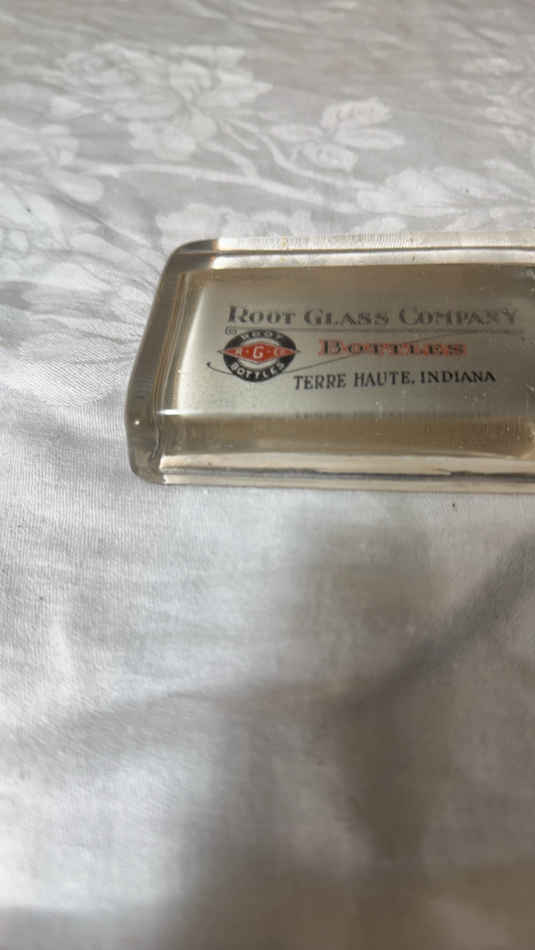 ROOT GLASS COMPANY
ROOT
R.G.C.
BOTTLES
BOTTLES
TERRE HAUTE, INDIANA